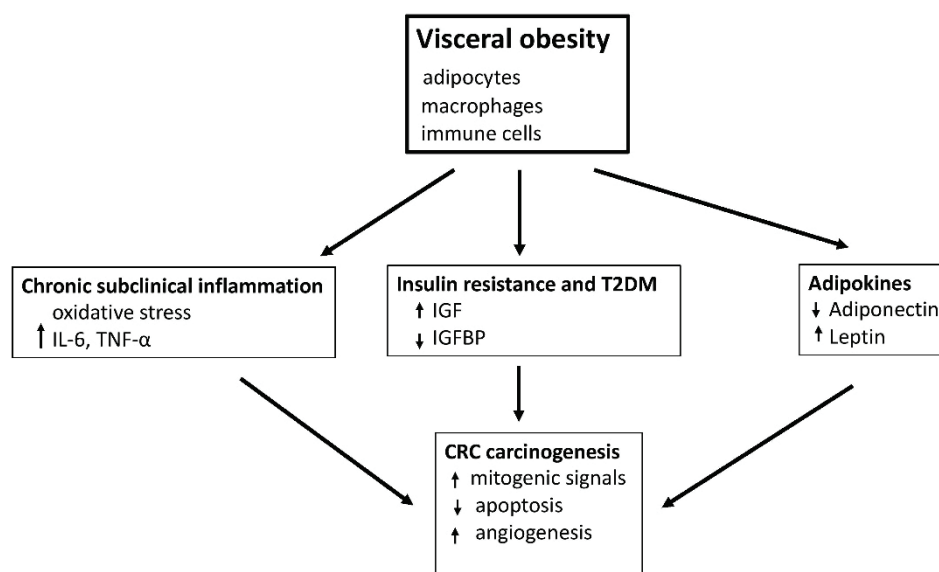 Visceral obesity
adipocytes
macrophages
immune cells
Chronic subclinical inflammation
oxidative stress
↑ IL-6, TNF-α
Insulin resistance and T2DM
↑ IGF
↓ IGFBP
Adipokines
↓ Adiponectin
↑ Leptin
CRC carcinogenesis
↑ mitogenic signals
↓ apoptosis
↑ angiogenesis